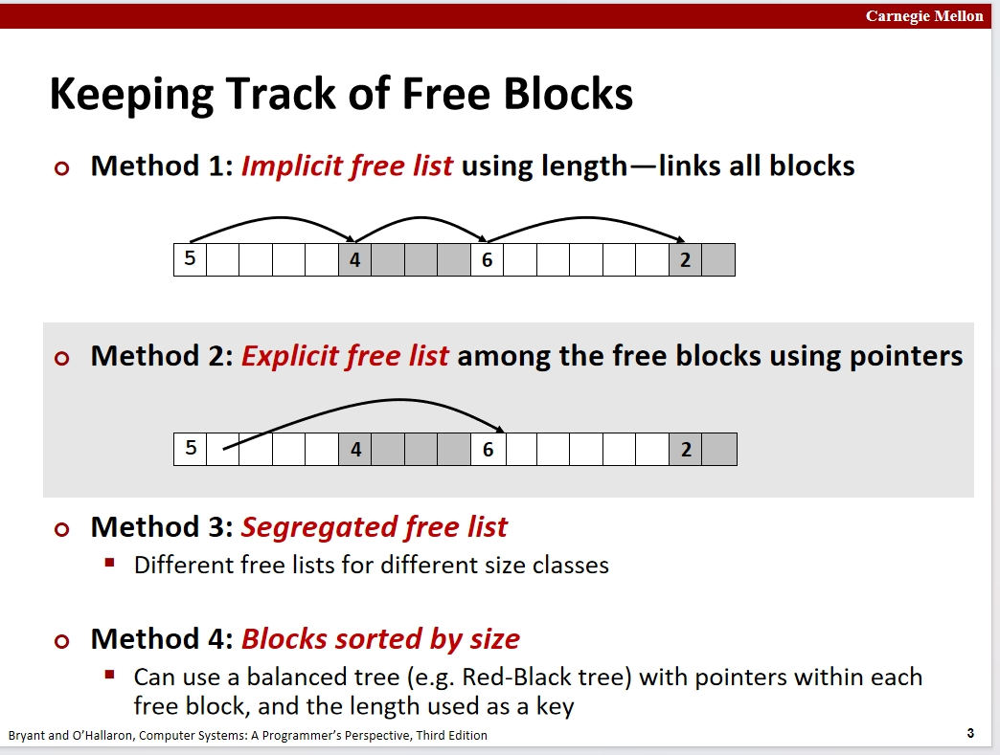 Carnegie Mellon
Keeping Track of Free Blocks
Method 1: Implicit free list using length—links all blocks
5 4 6 2
Method 2: Explicit free list among the free blocks using pointers
5 4 6 2
Method 3: Segregated free list
Different free lists for different size classes
Method 4: Blocks sorted by size
Can use a balanced tree (e.g. Red-Black tree) with pointers within each
free block, and the length used as a key
Bryant and O’Hallaron, Computer Systems: A Programmer’s Perspective, Third Edition
3